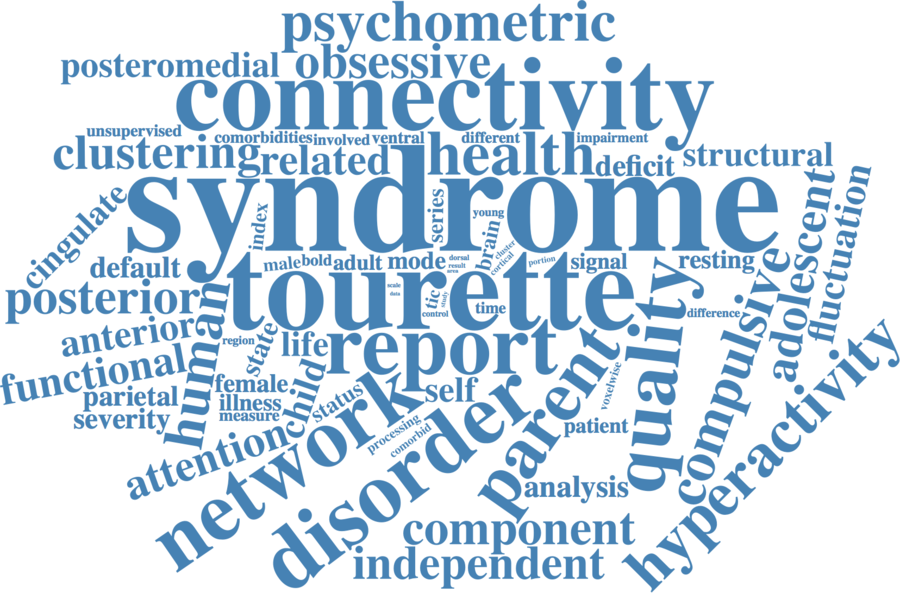 psychometric
posteromedial obsessive
connectivity
unsupervised comorbidities involved ventral different impairment
clustering related health deficit structural
syndrome
cingulate index series young brain cluster cortical portion
default male bold adult mode dorsal result area signal resting
adolescent fluctuation
posterior tourette scale data tic study control time difference
anterior region state life report
functional human female child status self
parietal illness voxelwise
severity measure processing comorbid patient
attention network disorder parent quality compulsive hyperactivity
analysis
component
independent